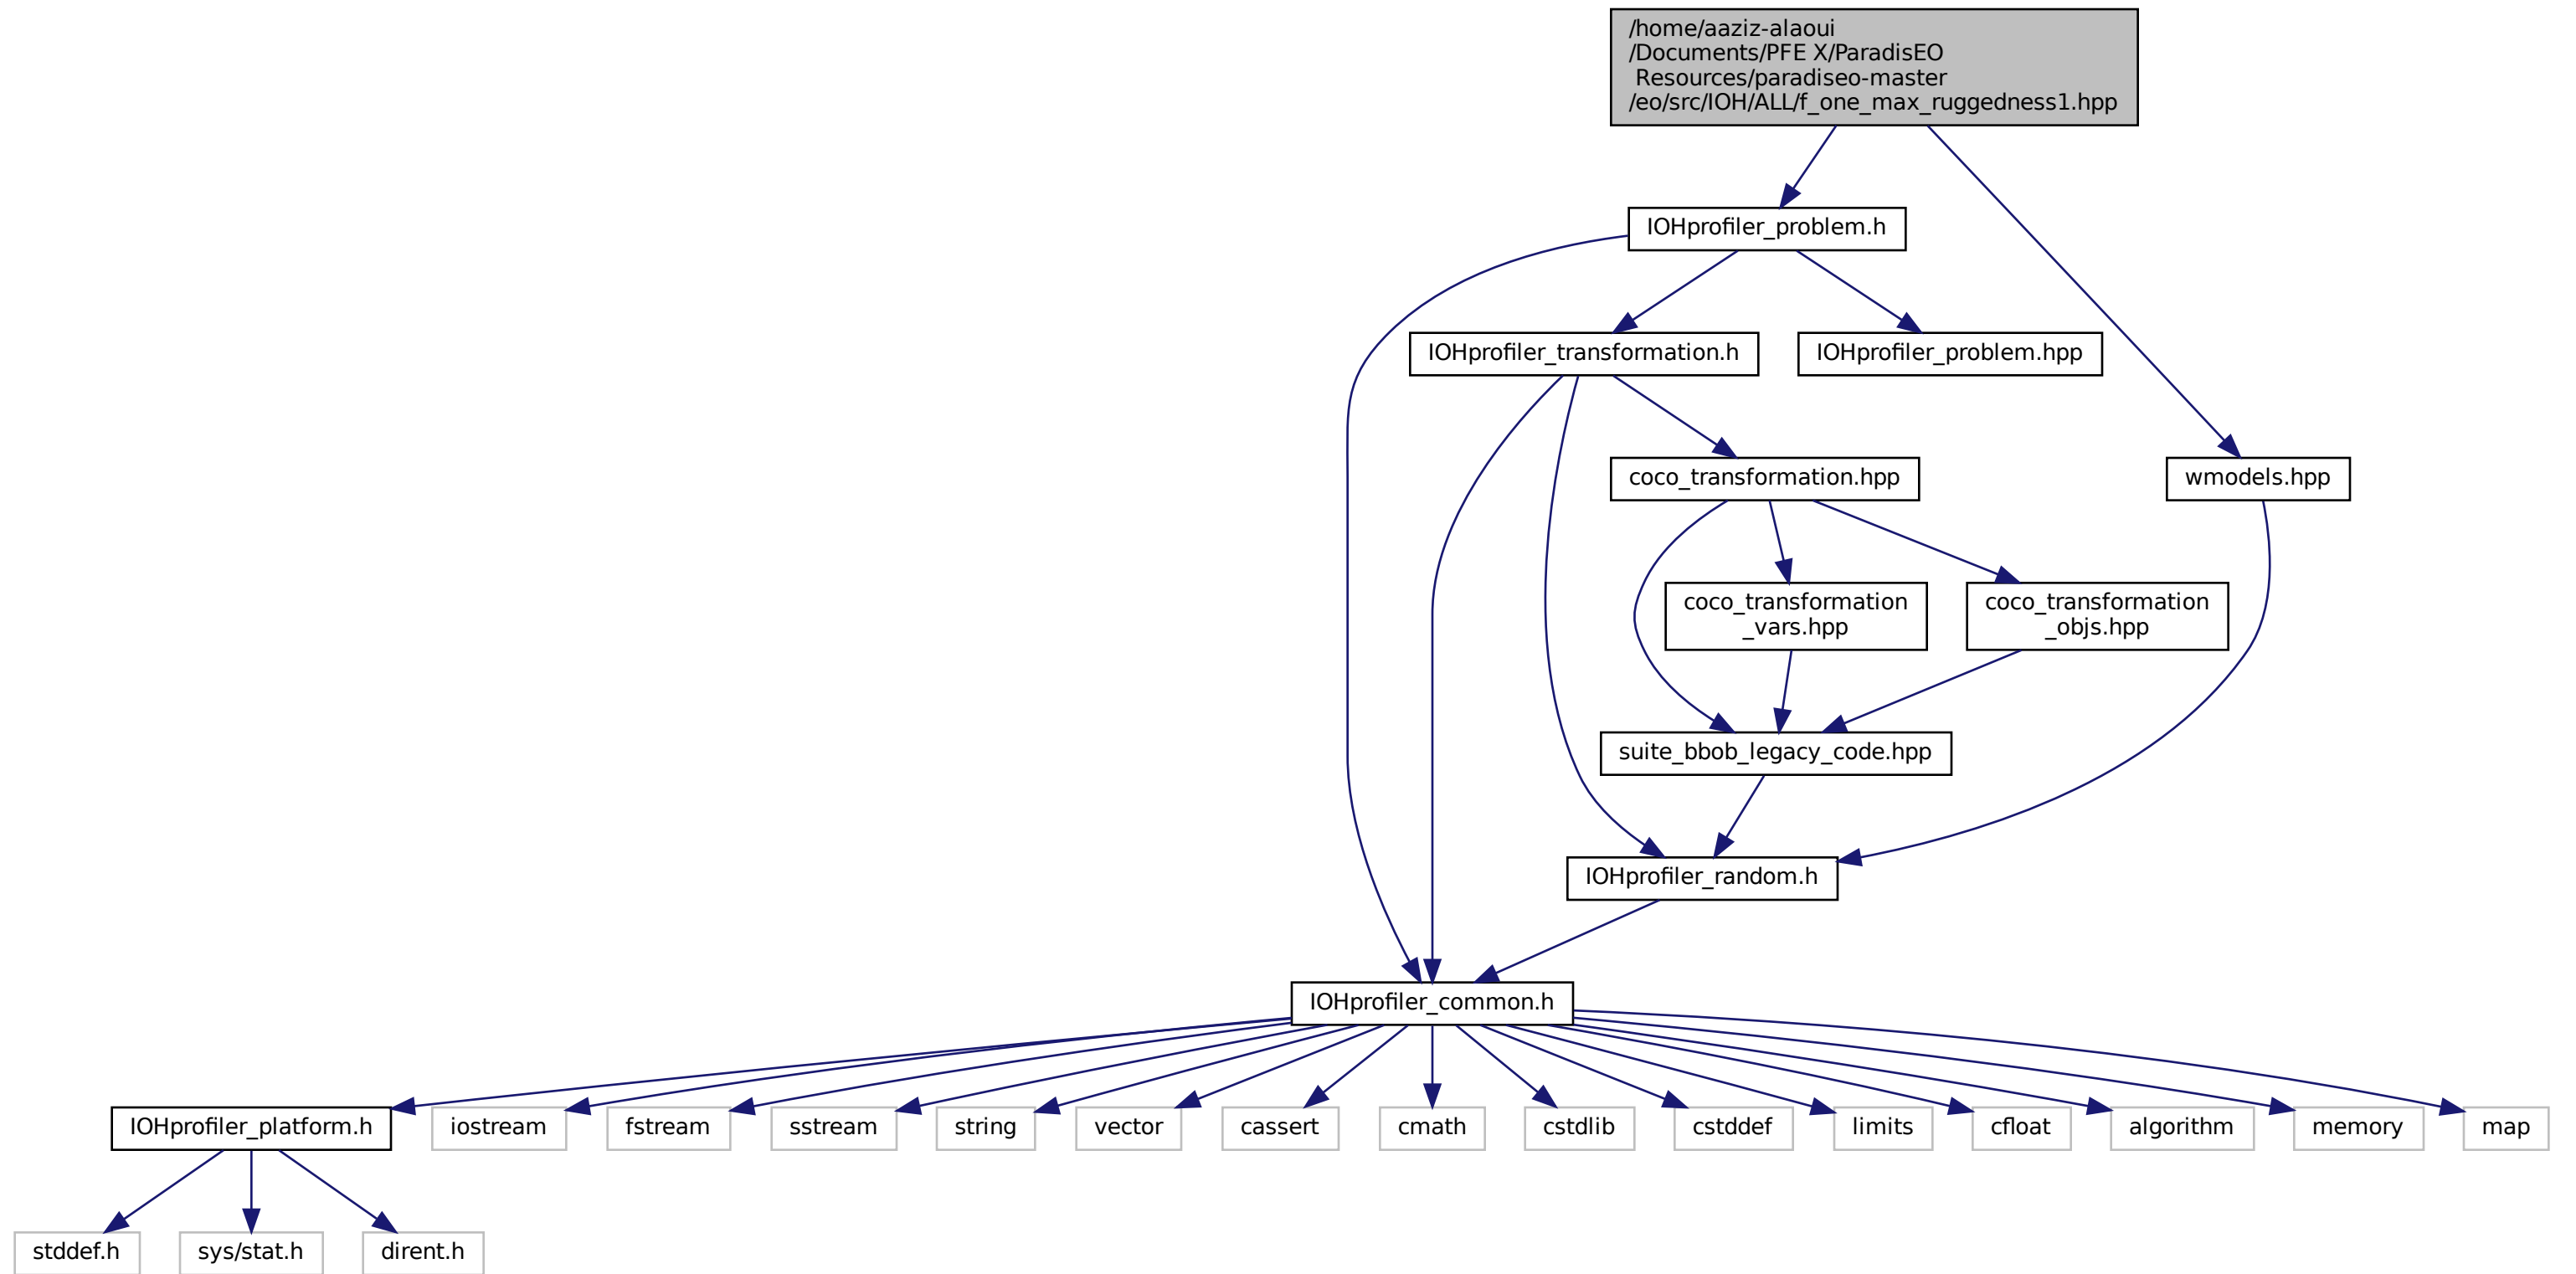 /home/aaziz-alaoui
/Documents/PFE X/ParadisEO
Resources/paradiseo-master
/eo/src/IOH/ALL/f_one_max_ruggedness1.hpp
IOHprofiler_problem.h
IOHprofiler_transformation.h
IOHprofiler_problem.hpp
coco_transformation.hpp
wmodels.hpp
coco_transformation
_vars.hpp
coco_transformation
_objs.hpp
suite_bbob_legacy_code.hpp
IOHprofiler_random.h
IOHprofiler_common.h
IOHprofiler_platform.h
iostream
fstream
sstream
string
vector
cassert
cmath
cstdlib
cstddef
limits
cfloat
algorithm
memory
map
stddef.h
sys/stat.h
dirent.h